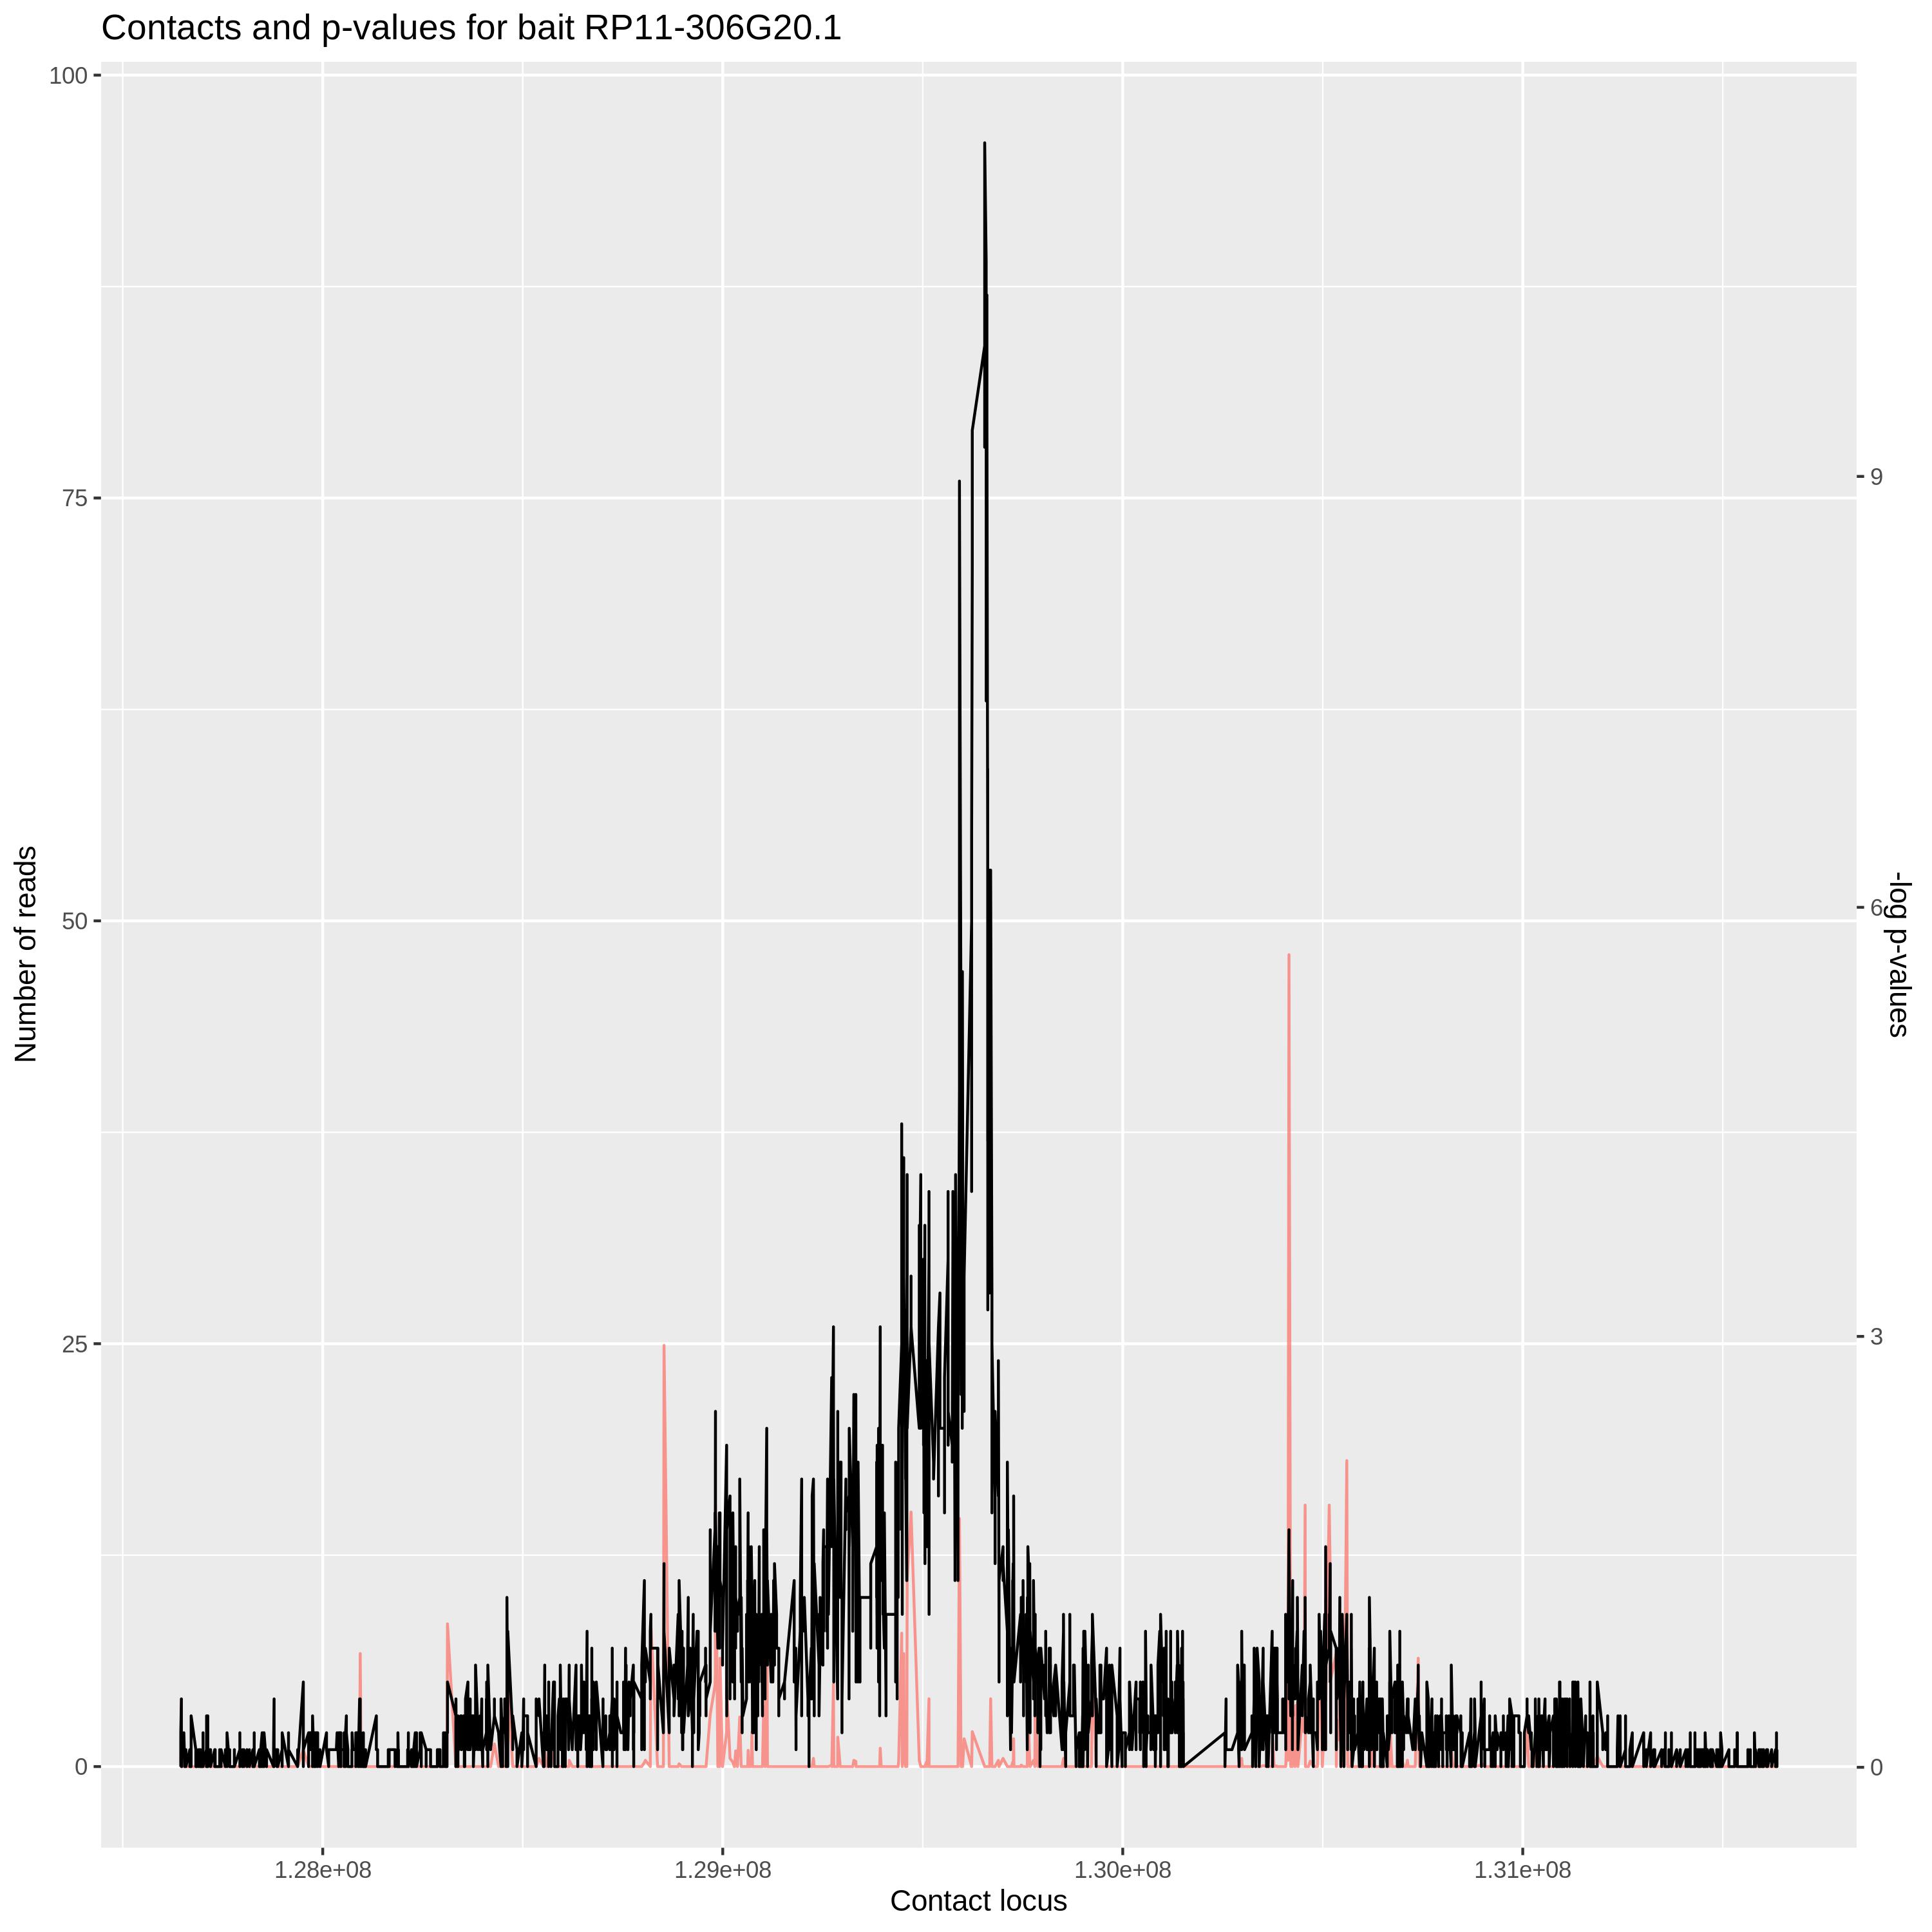 Contacts and p-values for bait RP11-306G20.1
100
75
50
25
0
Number of reads
9
6
3
0
-log p-values
1.28e+08
1.29e+08
1.30e+08
1.31e+08
Contact locus